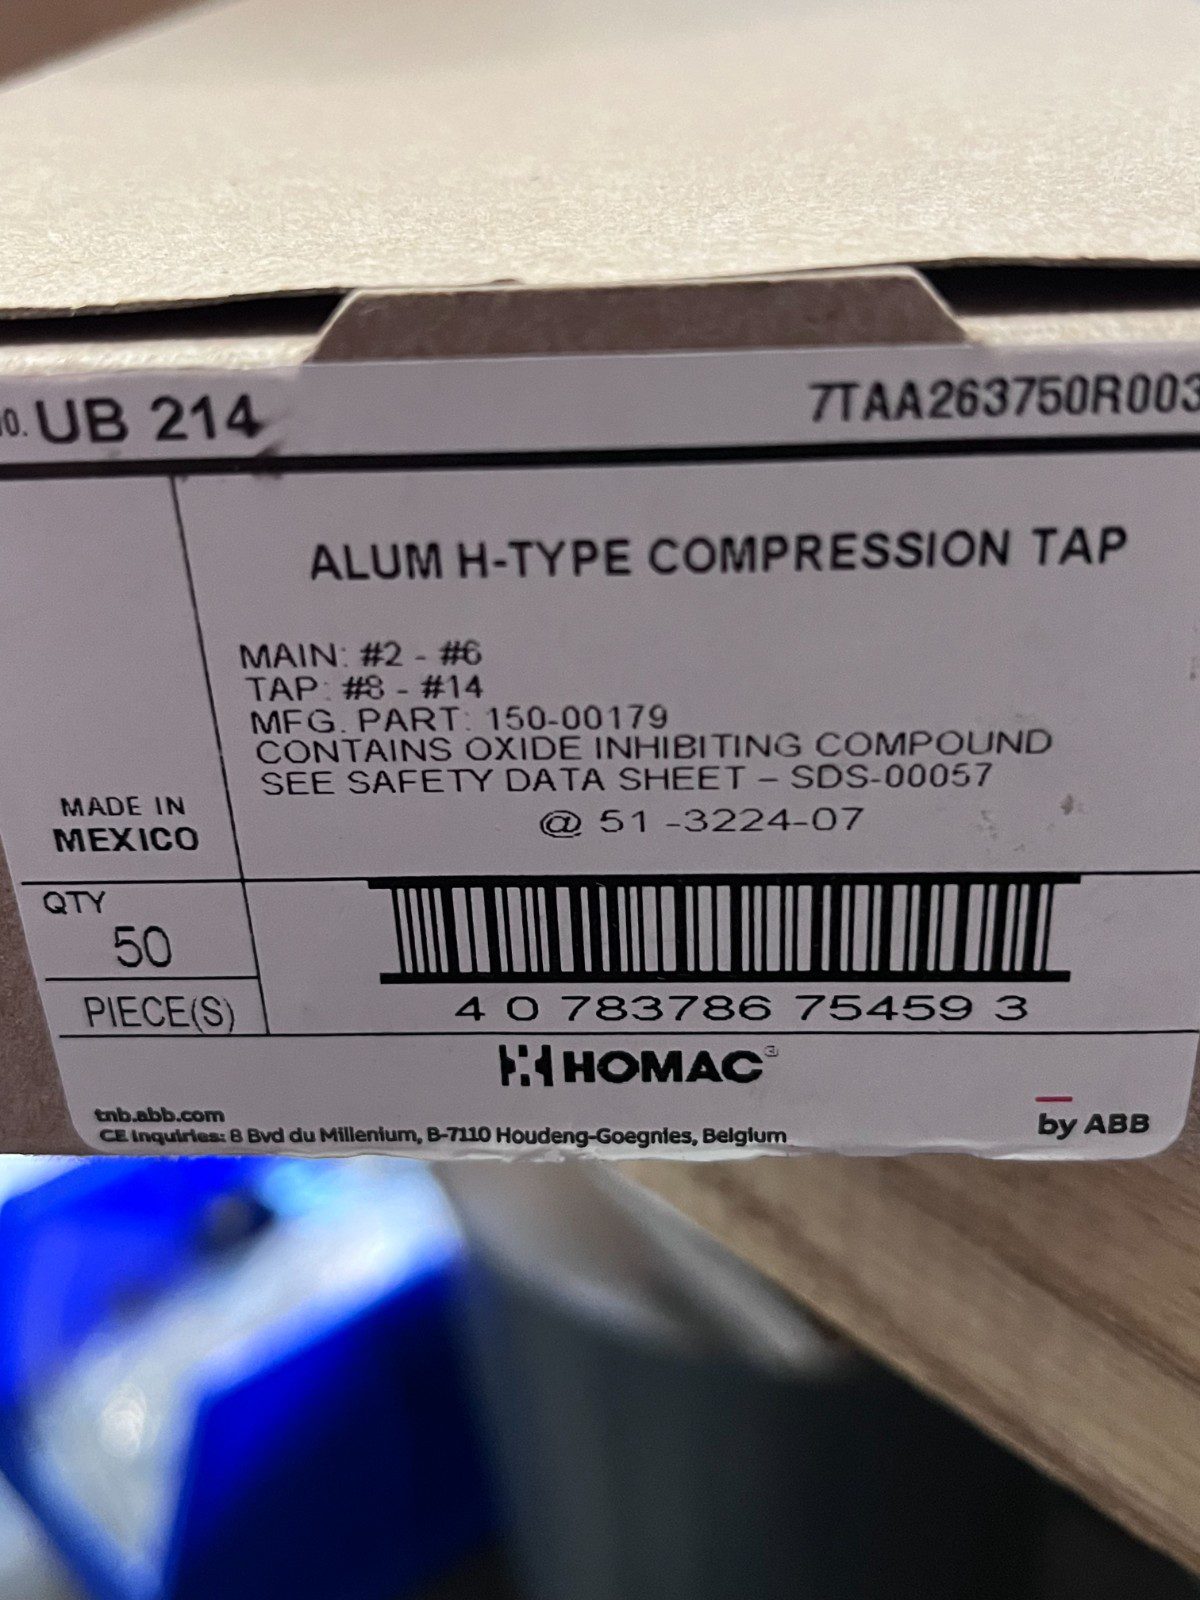 UB 214
7TAA263750R003
ALUM H-TYPE COMPRESSION TAP
MAIN: #2 - #6
TAP: #8 - #14
MFG. PART: 150-00179
CONTAINS OXIDE INHIBITING COMPOUND
SEE SAFETY DATA SHEET – SDS-00057
@ 51 -3224-07
MADE IN
MEXICO
QTY
50
PIECE(S)
4 0 783786 75459 3
HOMAC®
tnb.abb.com
CE Inquiries: 8 Bvd du Millenium, B-7110 Houdeng-Goegnies, Belgium
by ABB